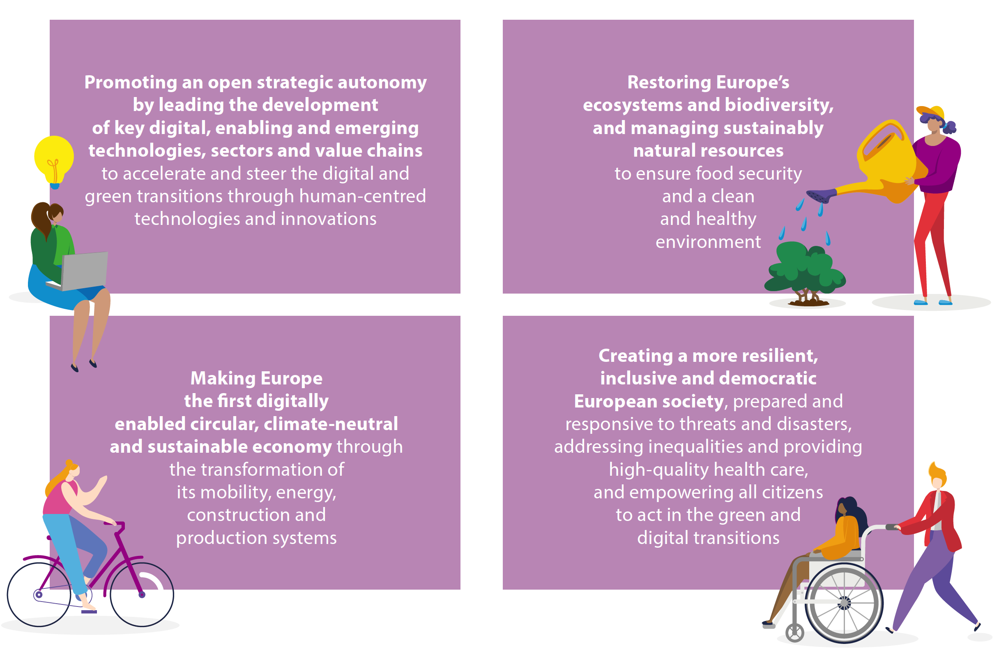 Promoting an open strategic autonomy
by leading the development
of key digital, enabling and emerging
technologies, sectors and value chains
to accelerate and steer the digital and
green transitions through human-centred
technologies and innovations
Restoring Europe’s
ecosystems and biodiversity,
and managing sustainably
natural resources
to ensure food security
and a clean
and healthy
environment
Making Europe
the first digitally
enabled circular, climate-neutral
and sustainable economy through
the transformation of
its mobility, energy,
construction and
production systems
Creating a more resilient,
inclusive and democratic
European society, prepared and
responsive to threats and disasters,
addressing inequalities and providing
high-quality health care,
and empowering all citizens
to act in the green and
digital transitions